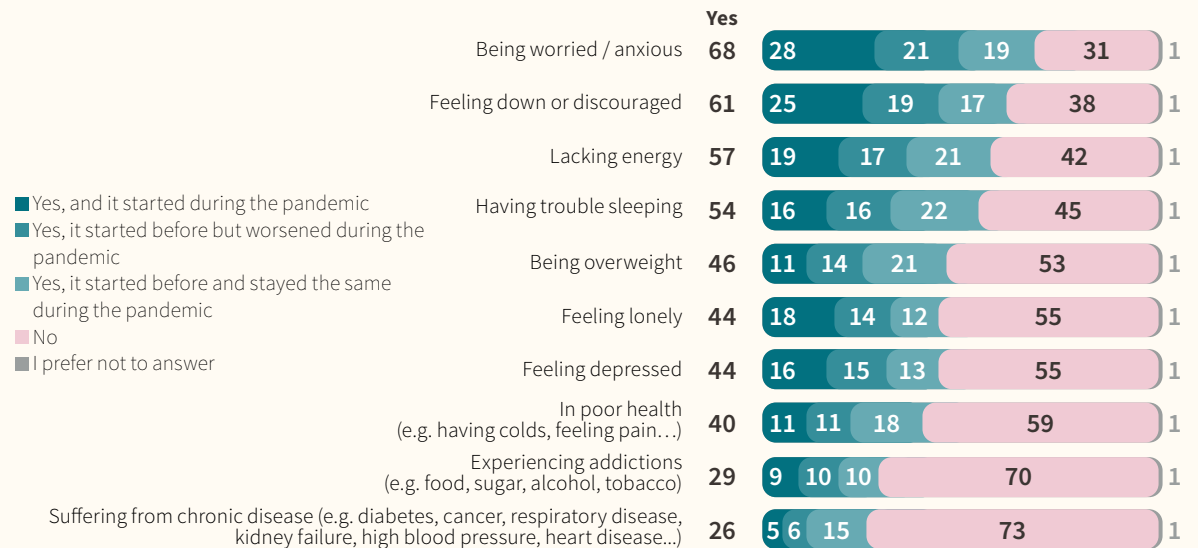 Yes
Being worried / anxious 68 28 21 19 31 1
Feeling down or discouraged 61 25 19 17 38 1
Lacking energy 57 19 17 21 42 1
Yes, and it started during the pandemic
Yes, it started before but worsened during the
pandemic
Yes, it started before and stayed the same
during the pandemic
No
I prefer not to answer
Having trouble sleeping 54 16 16 22 45 1
Being overweight 46 11 14 21 53 1
Feeling lonely 44 18 14 12 55 1
Feeling depressed 44 16 15 13 55 1
In poor health
(e.g. having colds, feeling pain…) 40 11 11 18 59 1
Experiencing addictions
(e.g. food, sugar, alcohol, tobacco) 29 9 10 10 70 1
Suffering from chronic disease (e.g. diabetes, cancer, respiratory disease,
kidney failure, high blood pressure, heart disease...) 26 5 6 15 73 1